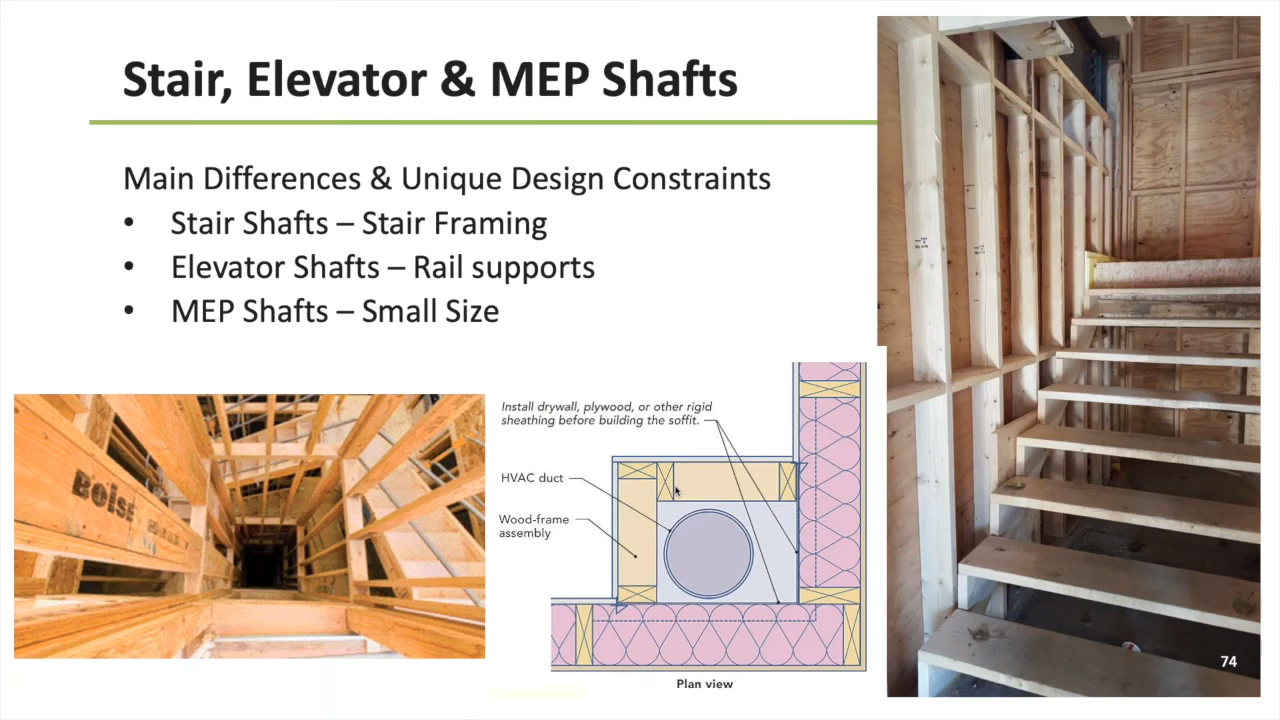 Stair, Elevator & MEP Shafts
Main Differences & Unique Design Constraints
• Stair Shafts – Stair Framing
• Elevator Shafts – Rail supports
• MEP Shafts – Small Size
Install drywall, plywood, or other rigid
sheathing before building the soffit.
HVAC duct
Wood-frame
assembly
Plan view
BOISE
74